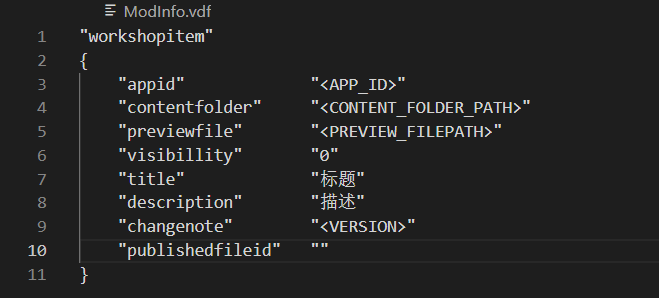 ModInfo.vdf
1 "workshopitem"
2 {
3 "appid" "<APP_ID>"
4 "contentfolder" "<CONTENT_FOLDER_PATH>"
5 "previewfile" "<PREVIEW_FILEPATH>"
6 "visibillity" "0"
7 "title" "标题"
8 "description" "描述"
9 "changenote" "<VERSION>"
10 "publishedfileid" ""
11 }